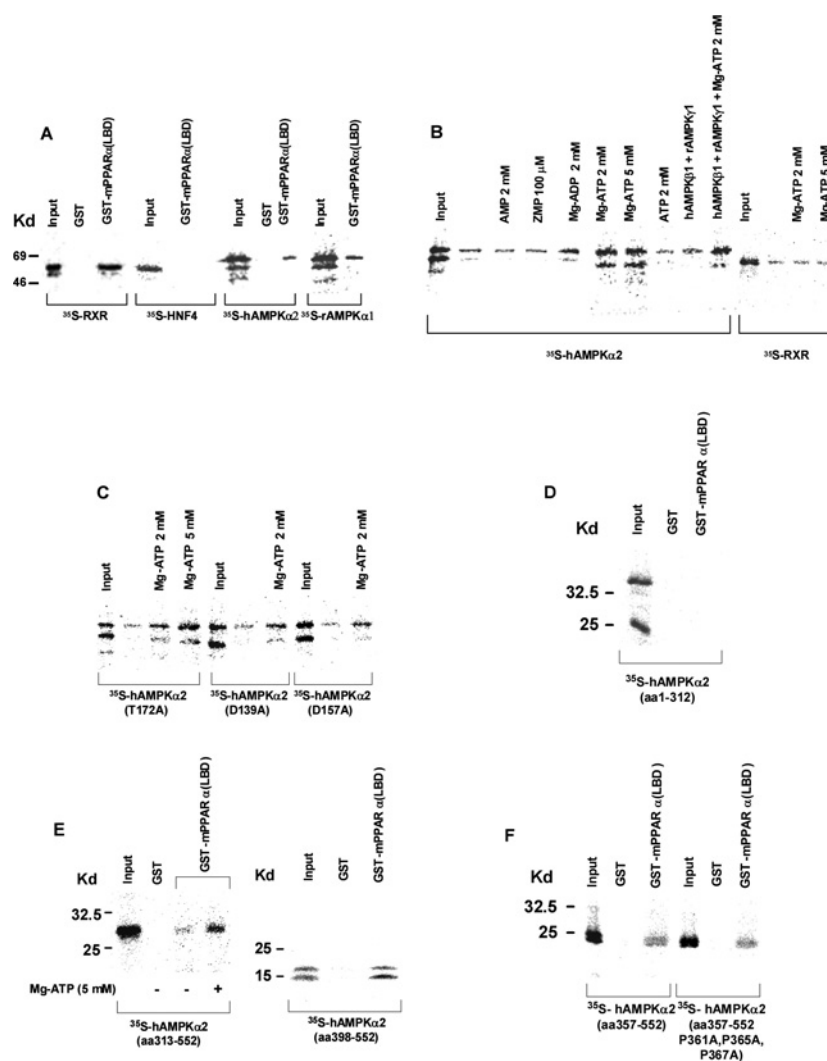 A
Kd
Input
GST
GST-mPPARα(LBD)
Input
GST-mPPARα(LBD)
Input
GST
GST-mPPARα(LBD)
Input
GST-mPPARα(LBD)
69
46
35S-RXR
35S-HNF4
35S-hAMPKα2
35S-rAMPKα1
B
Input
AMP 2 mM
ZMP 100 µM
Mg-ADP 2 mM
Mg-ATP 2 mM
Mg-ATP 5 mM
ATP 2 mM
hAMPKβ1 + rAMPKγ1
hAMPKβ1 + rAMPKγ1 + Mg-ATP 2 mM
Input
Mg-ATP 2 mM
Mg-ATP 5 mM
35S-hAMPKα2
35S-RXR
C
Input
Mg-ATP 2 mM
Mg-ATP 5 mM
Input
Mg-ATP 2 mM
Input
Mg-ATP 2 mM
35S-hAMPKα2
(T172A)
35S-hAMPKα2
(D139A)
35S-hAMPKα2
(D157A)
D
Kd
Input
GST
GST-mPPAR α(LBD)
32.5
25
35S-hAMPKα2
(aa1-312)
E
Kd
Input
GST
GST-mPPAR α(LBD)
32.5
25
Mg-ATP (5 mM) - - +
35S-hAMPKα2
(aa313-552)
Kd
Input
GST
GST-mPPAR α(LBD)
25
15
35S-hAMPKα2
(aa398-552)
F
Kd
Input
GST
GST-mPPAR α(LBD)
Input
GST
GST-mPPAR α(LBD)
32.5
25
35S- hAMPKα2
(aa357-552)
35S- hAMPKα2
(aa357-552
P361A,P365A,
P367A)